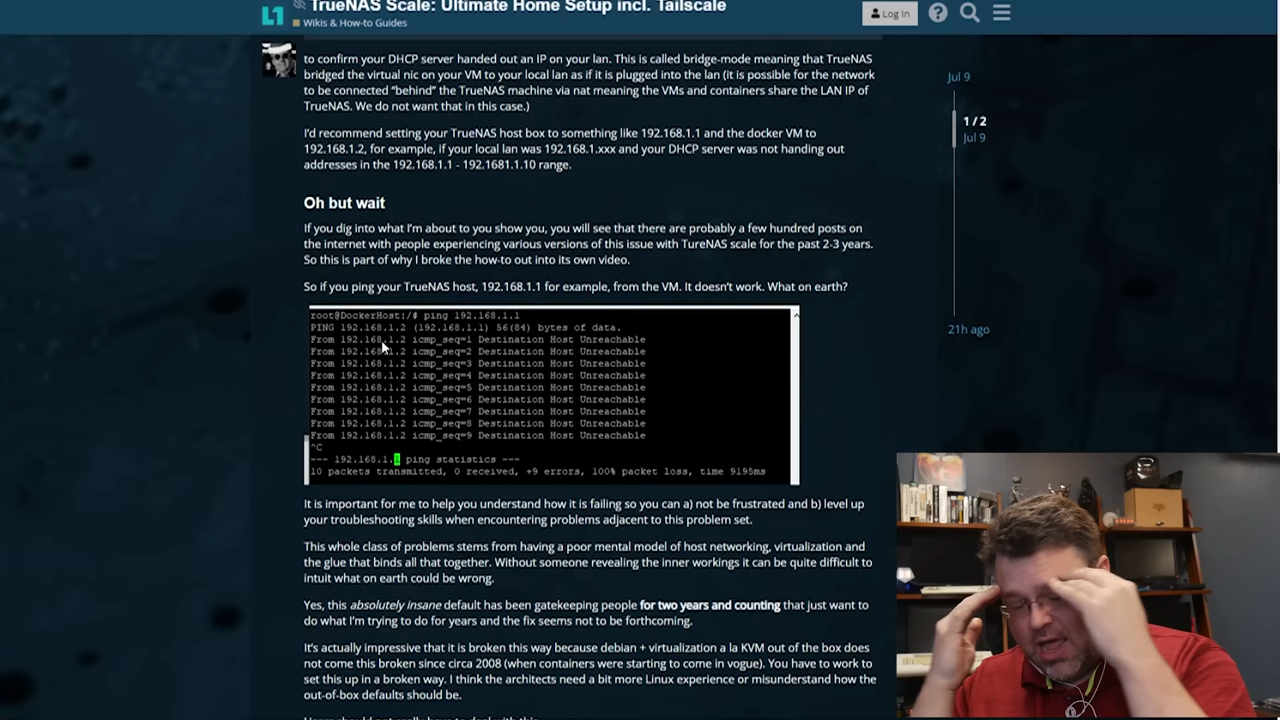 L1
TrueNAS Scale: Ultimate Home Setup incl. Tailscale
Wikis & How-to Guides
Log In
to confirm your DHCP server handed out an IP on your lan. This is called bridge-mode meaning that TrueNAS
bridged the virtual nic on your VM to your local lan as if it is plugged into the lan (it is possible for the network
to be connected “behind” the TrueNAS machine via nat meaning the VMs and containers share the LAN IP of
TrueNAS. We do not want that in this case.)
I’d recommend setting your TrueNAS host box to something like 192.168.1.1 and the docker VM to
192.168.1.2, for example, if your local lan was 192.168.1.xxx and your DHCP server was not handing out
addresses in the 192.168.1.1 - 192.1681.1.10 range.
Oh but wait
If you dig into what I’m about to you show you, you will see that there are probably a few hundred posts on
the internet with people experiencing various versions of this issue with TureNAS scale for the past 2-3 years.
So this is part of why I broke the how-to out into its own video.
So if you ping your TrueNAS host, 192.168.1.1 for example, from the VM. It doesn’t work. What on earth?
root@DockerHost:/# ping 192.168.1.1
PING 192.168.1.2 (192.168.1.1) 56(84) bytes of data.
From 192.168.1.2 icmp_seq=1 Destination Host Unreachable
From 192.168.1.2 icmp_seq=2 Destination Host Unreachable
From 192.168.1.2 icmp_seq=3 Destination Host Unreachable
From 192.168.1.2 icmp_seq=4 Destination Host Unreachable
From 192.168.1.2 icmp_seq=5 Destination Host Unreachable
From 192.168.1.2 icmp_seq=6 Destination Host Unreachable
From 192.168.1.2 icmp_seq=7 Destination Host Unreachable
From 192.168.1.2 icmp_seq=8 Destination Host Unreachable
From 192.168.1.2 icmp_seq=9 Destination Host Unreachable
^C
--- 192.168.1.1 ping statistics ---
10 packets transmitted, 0 received, +9 errors, 100% packet loss, time 9195ms
It is important for me to help you understand how it is failing so you can a) not be frustrated and b) level up
your troubleshooting skills when encountering problems adjacent to this problem set.
This whole class of problems stems from having a poor mental model of host networking, virtualization and
the glue that binds all that together. Without someone revealing the inner workings it can be quite difficult to
intuit what on earth could be wrong.
Yes, this absolutely insane default has been gatekeeping people for two years and counting that just want to
do what I’m trying to do for years and the fix seems not to be forthcoming.
It’s actually impressive that it is broken this way because debian + virtualization a la KVM out of the box does
not come this broken since circa 2008 (when containers were starting to come in vogue). You have to work to
set this up in a broken way. I think the architects need a bit more Linux experience or misunderstand how the
out-of-box defaults should be.
Users should not really have to deal with this
Jul 9
1 / 2
Jul 9
21h ago